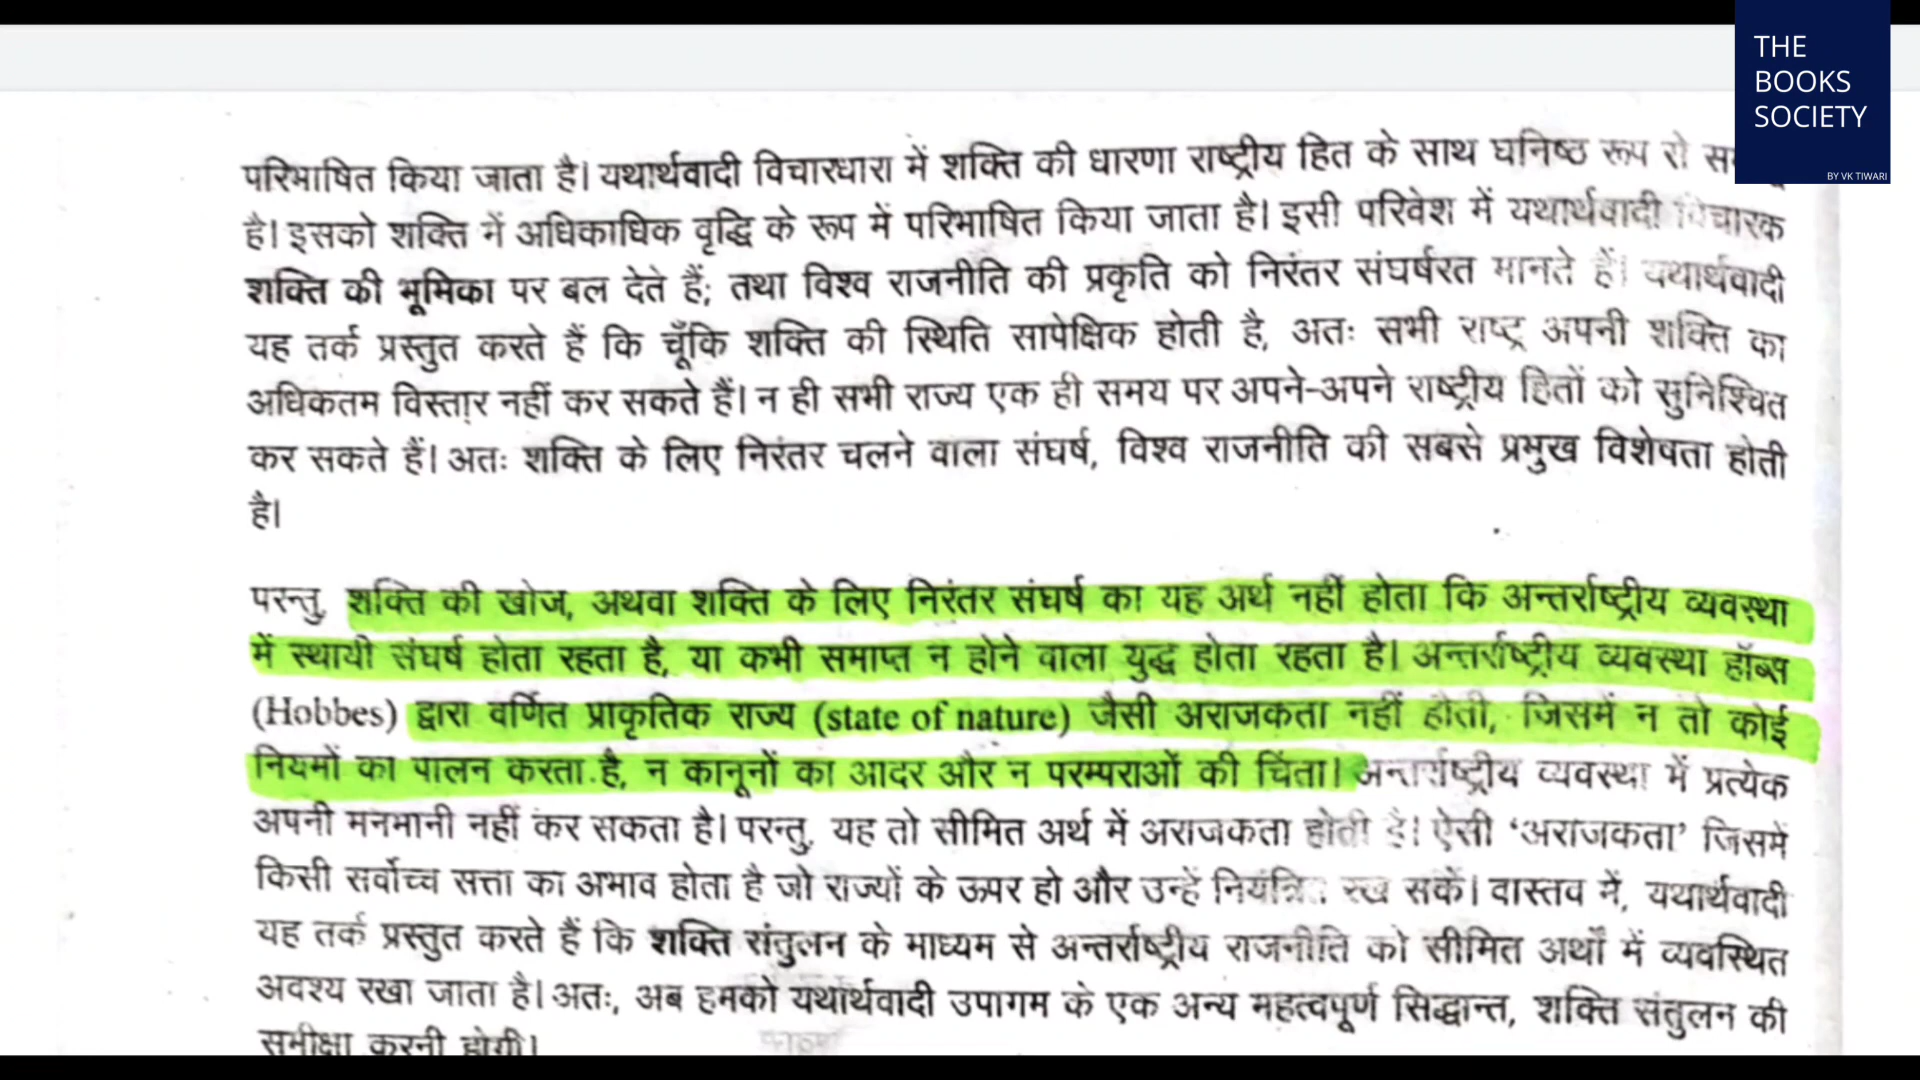 THE
BOOKS
SOCIETY
BY VK TIWARI
परिभाषित किया जाता है। यथार्थवादी विचारधारा में शक्ति की धारणा राष्ट्रीय हित के साथ घनिष्ठ रूप से
है। इसको शक्ति में अधिकाधिक वृद्धि के रूप में परिभाषित किया जाता है। इसी परिवेश में यथार्थवादी विचारक
शक्ति की भूमिका पर बल देते हैं; तथा विश्व राजनीति की प्रकृति को निरंतर संघर्षरत मानते हैं। यथार्थवादी
यह तर्क प्रस्तुत करते हैं कि चूँकि शक्ति की स्थिति सापेक्षिक होती है, अतः सभी राष्ट्र अपनी शक्ति का
अधिकतम विस्तार नहीं कर सकते हैं। न ही सभी राज्य एक ही समय पर अपने-अपने राष्ट्रीय हितों को सुनिश्चित
कर सकते हैं। अतः शक्ति के लिए निरंतर चलने वाला संघर्ष, विश्व राजनीति की सबसे प्रमुख विशेषता होती
है।
परन्तु, शक्ति की खोज, अथवा शक्ति के लिए निरंतर संघर्ष का यह अर्थ नहीं होता कि अन्तर्राष्ट्रीय व्यवस्था
में स्थायी संघर्ष होता रहता है, या कभी समाप्त न होने वाला युद्ध होता रहता है। अन्तर्राष्ट्रीय व्यवस्था हॉब्स
(Hobbes) द्वारा वर्णित प्राकृतिक राज्य (state of nature) जैसी अराजकता नहीं होती, जिसमें न तो कोई
नियमों का पालन करता है, न कानूनों का आदर और न परम्पराओं की चिंता। अन्तर्राष्ट्रीय व्यवस्था में प्रत्येक
अपनी मनमानी नहीं कर सकता है। परन्तु, यह तो सीमित अर्थ में अराजकता होती है। ऐसी ‘अराजकता’ जिसमें
किसी सर्वोच्च सत्ता का अभाव होता है जो राज्यों के ऊपर हो और उन्हें नियंत्रित रख सके। वास्तव में, यथार्थवादी
यह तर्क प्रस्तुत करते हैं कि शक्ति संतुलन के माध्यम से अन्तर्राष्ट्रीय राजनीति को सीमित अर्थों में व्यवस्थित
अवश्य रखा जाता है। अतः, अब हमको यथार्थवादी उपागम के एक अन्य महत्वपूर्ण सिद्धान्त, शक्ति संतुलन की
समीक्षा करनी होगी।